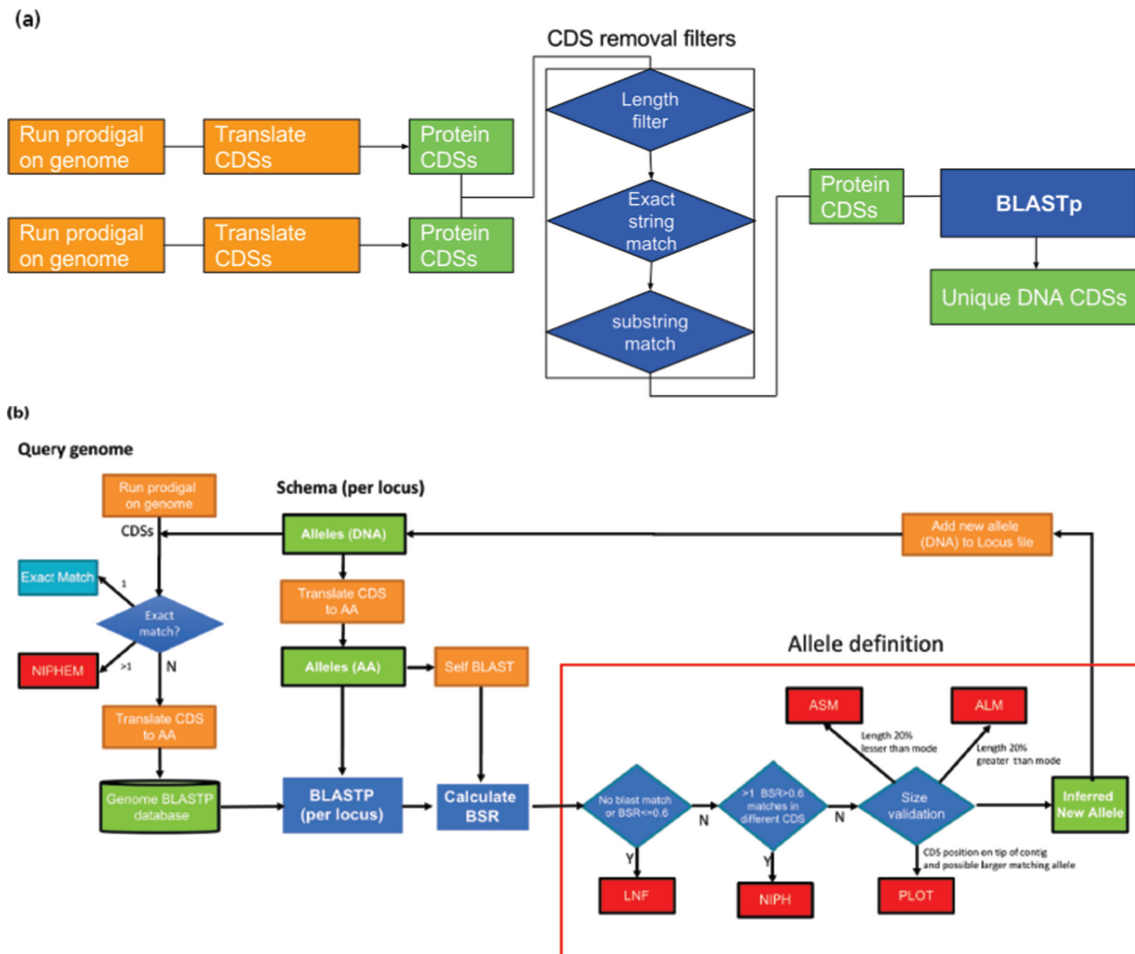 (a)
CDS removal filters
Run prodigal
on genome
Translate
CDSs
Protein
CDSs
Run prodigal
on genome
Translate
CDSs
Protein
CDSs
Length
filter
Exact
string
match
substring
match
Protein
CDSs
BLASTp
Unique DNA CDSs
(b)
Query genome
Run prodigal
on genome
CDSs
Exact Match
1
Exact
match?
NIPHEM
>1
N
Translate CDS
to AA
Genome BLASTP
database
Schema (per locus)
Alleles (DNA)
Translate CDS
to AA
Alleles (AA)
Self BLAST
BLASTP
(per locus)
Calculate
BSR
Add new allele
(DNA) to Locus file
Allele definition
ASM
ALM
Length 20%
lesser than mode
Length 20%
greater than mode
No blast match
or BSR<=0.6
N
>1 BSR>0.6
matches in
different CDS
N
Size
validation
Inferred
New Allele
Y
Y
CDS position on tip of contig
and possible larger matching allele
LNF
NIPH
PLOT